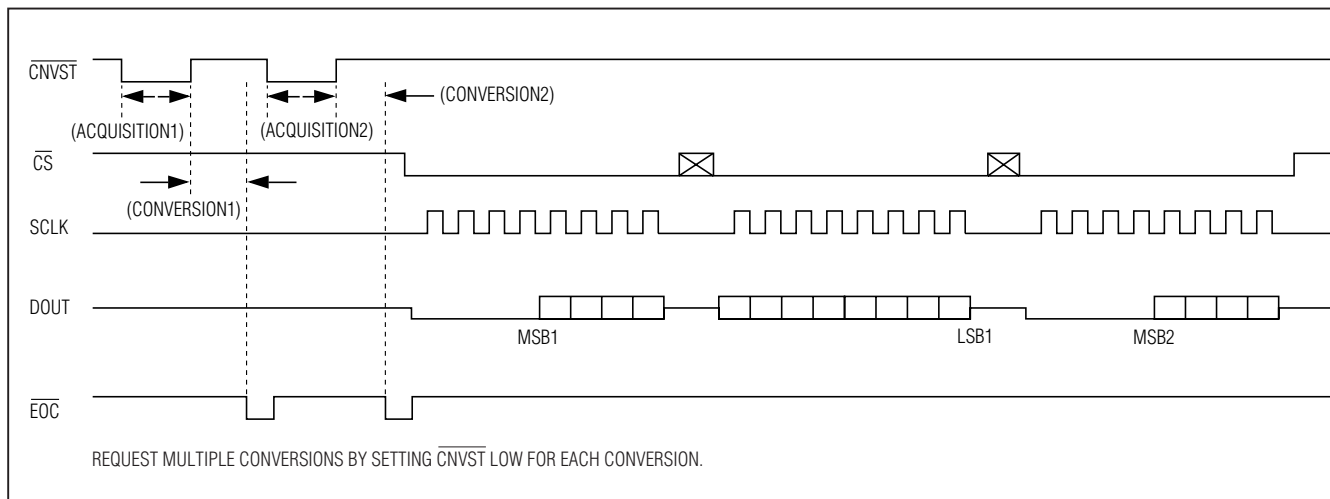 CNVST
(CONVERSION2)
(ACQUISITION1)
(ACQUISITION2)
CS
(CONVERSION1)
SCLK
DOUT
MSB1
LSB1
MSB2
EOC
REQUEST MULTIPLE CONVERSIONS BY SETTING CNVST LOW FOR EACH CONVERSION.